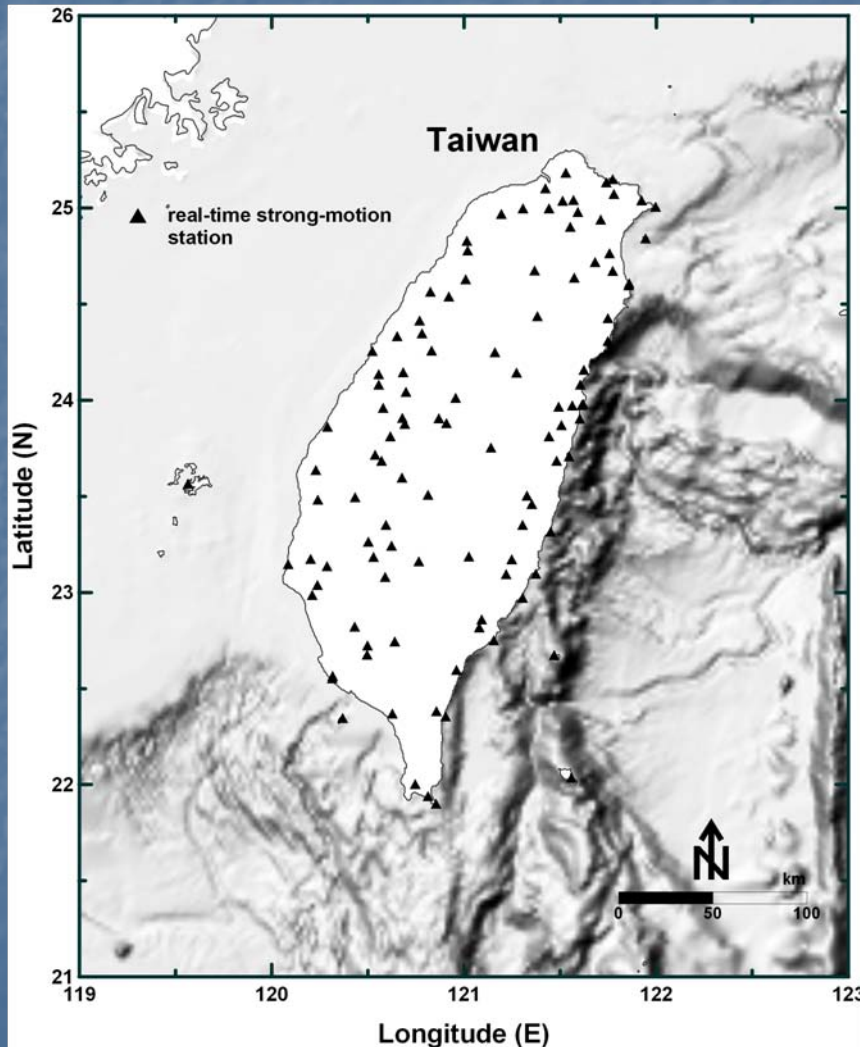 26
Taiwan
25
real-time strong-motion
station
24
Latitude (N)
23
22
N
km
0 50 100
21
119 120 121 122 123
Longitude (E)